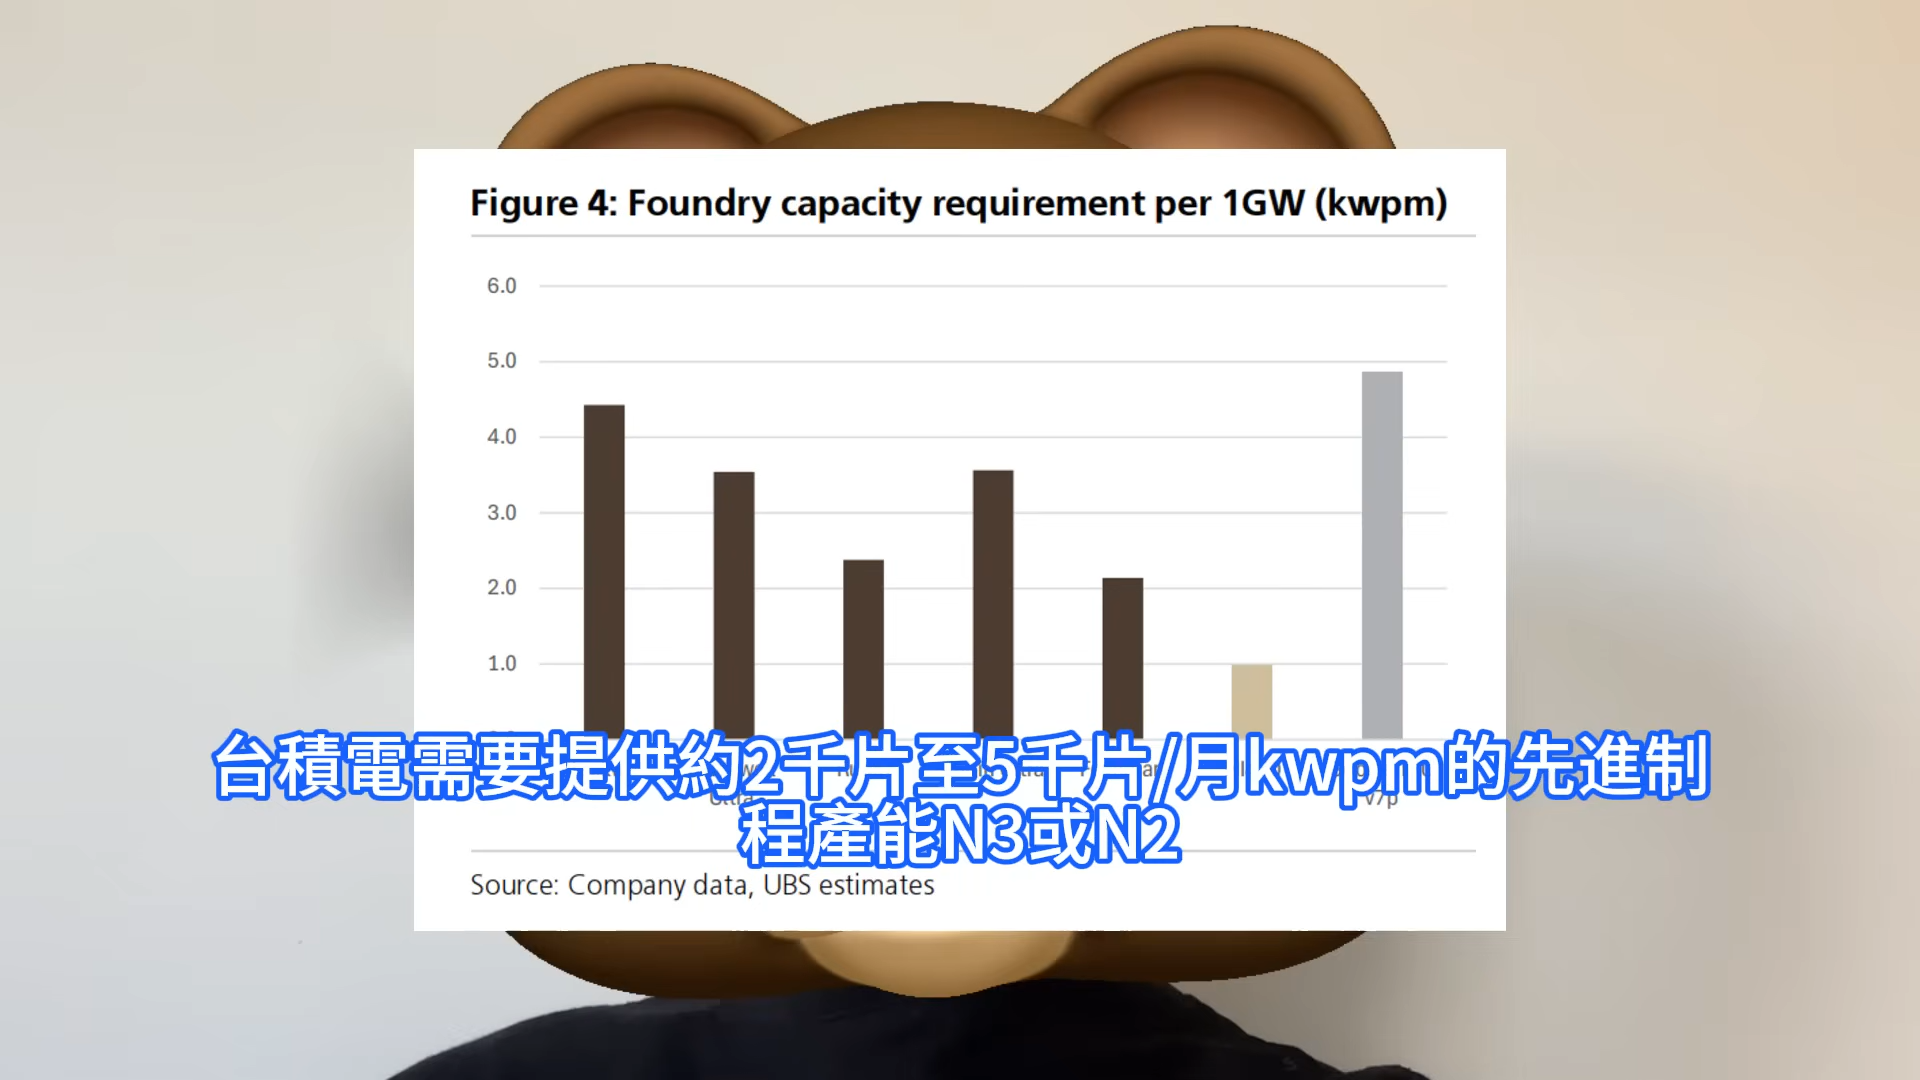 Figure 4: Foundry capacity requirement per 1GW (kwpm)
6.0
5.0
4.0
3.0
2.0
1.0
台積電需要提供約2千片至5千片/月kwpm的先進制
程產能N3或N2
v7p
Source: Company data, UBS estimates